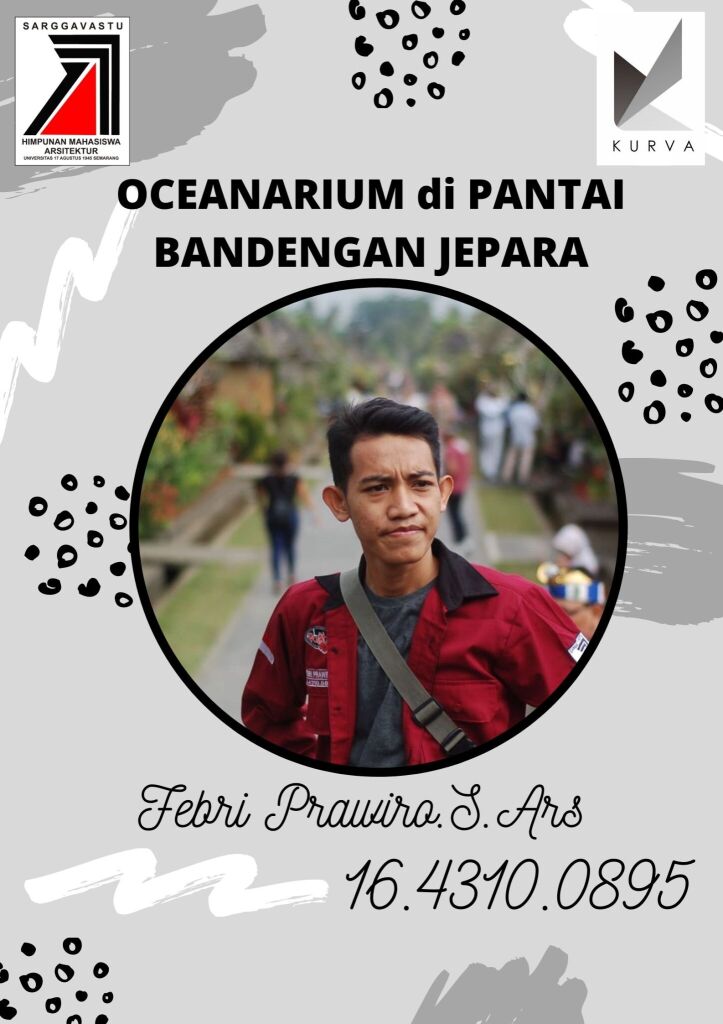 SARGGAVASTU
HIMPUNAN MAHASISWA
ARSITEKTUR
UNIVERSITAS 17 AGUSTUS 1945 SEMARANG
KURVA
OCEANARIUM di PANTAI
BANDENGAN JEPARA
Febri Prawiro.S.Ars
16.4310.0895